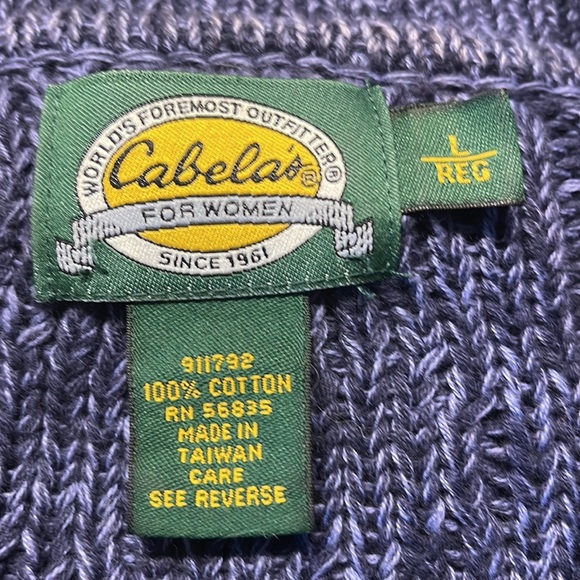 WORLD'S FOREMOST OUTFITTER®
Cabela's®
FOR WOMEN
SINCE 1961
L
REG
911792
100% COTTON
RN 56835
MADE IN
TAIWAN
CARE
SEE REVERSE